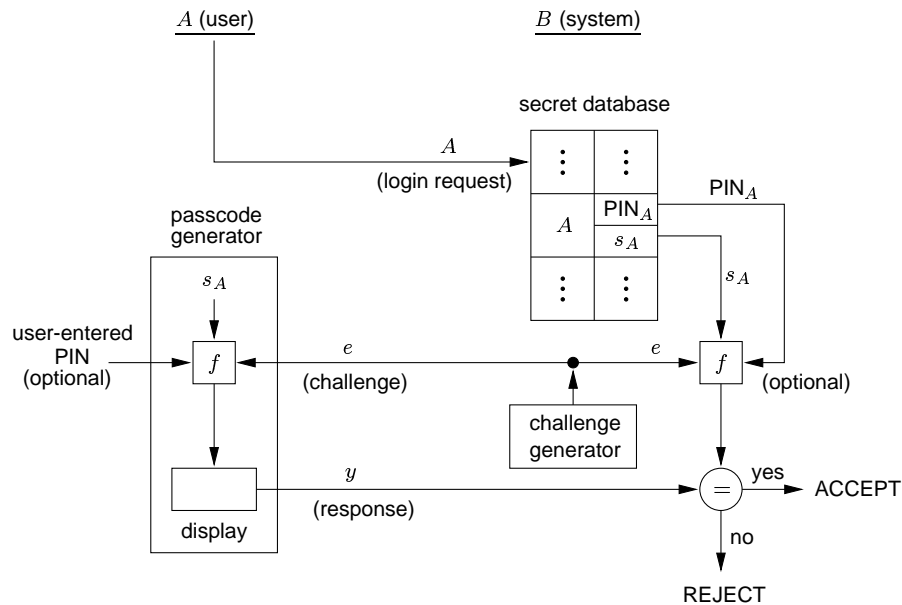 A (user)
B (system)
secret database
A
(login request)
⋮ ⋮
PIN_A
A
PIN_A
s_A
passcode
generator
s_A
s_A
⋮ ⋮
user-entered
PIN
(optional)
f
e
(challenge)
e
f
(optional)
challenge
generator
y
(response)
=
yes
ACCEPT
display
no
REJECT